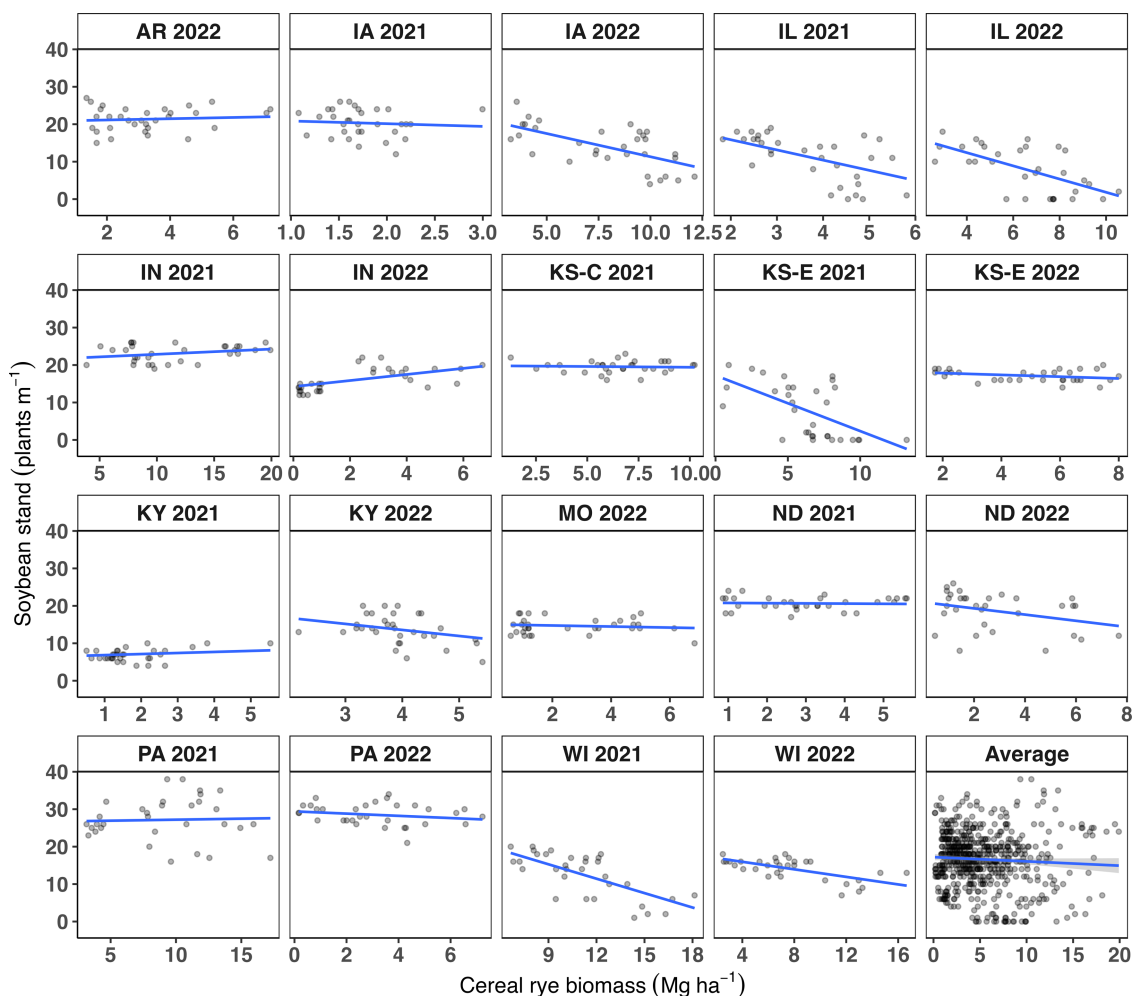 AR 2022 IA 2021 IA 2022 IL 2021 IL 2022
40
30
20
10
0
2 4 6 1.0 1.5 2.0 2.5 3.0 5.0 7.5 10.0 12.5 2 3 4 5 6 4 6 8 10
IN 2021 IN 2022 KS-C 2021 KS-E 2021 KS-E 2022
40
30
20
10
0
5 10 15 20 0 2 4 6 2.5 5.0 7.5 10.0 0 5 10 2 4 6 8
Soybean stand (plants m⁻¹)
KY 2021 KY 2022 MO 2022 ND 2021 ND 2022
40
30
20
10
0
1 2 3 4 5 3 4 5 2 4 6 1 2 3 4 5 2 4 6 8
PA 2021 PA 2022 WI 2021 WI 2022 Average
40
30
20
10
0
5 10 15 0 2 4 6 9 12 15 18 4 8 12 16 0 5 10 15 20
Cereal rye biomass (Mg ha⁻¹)